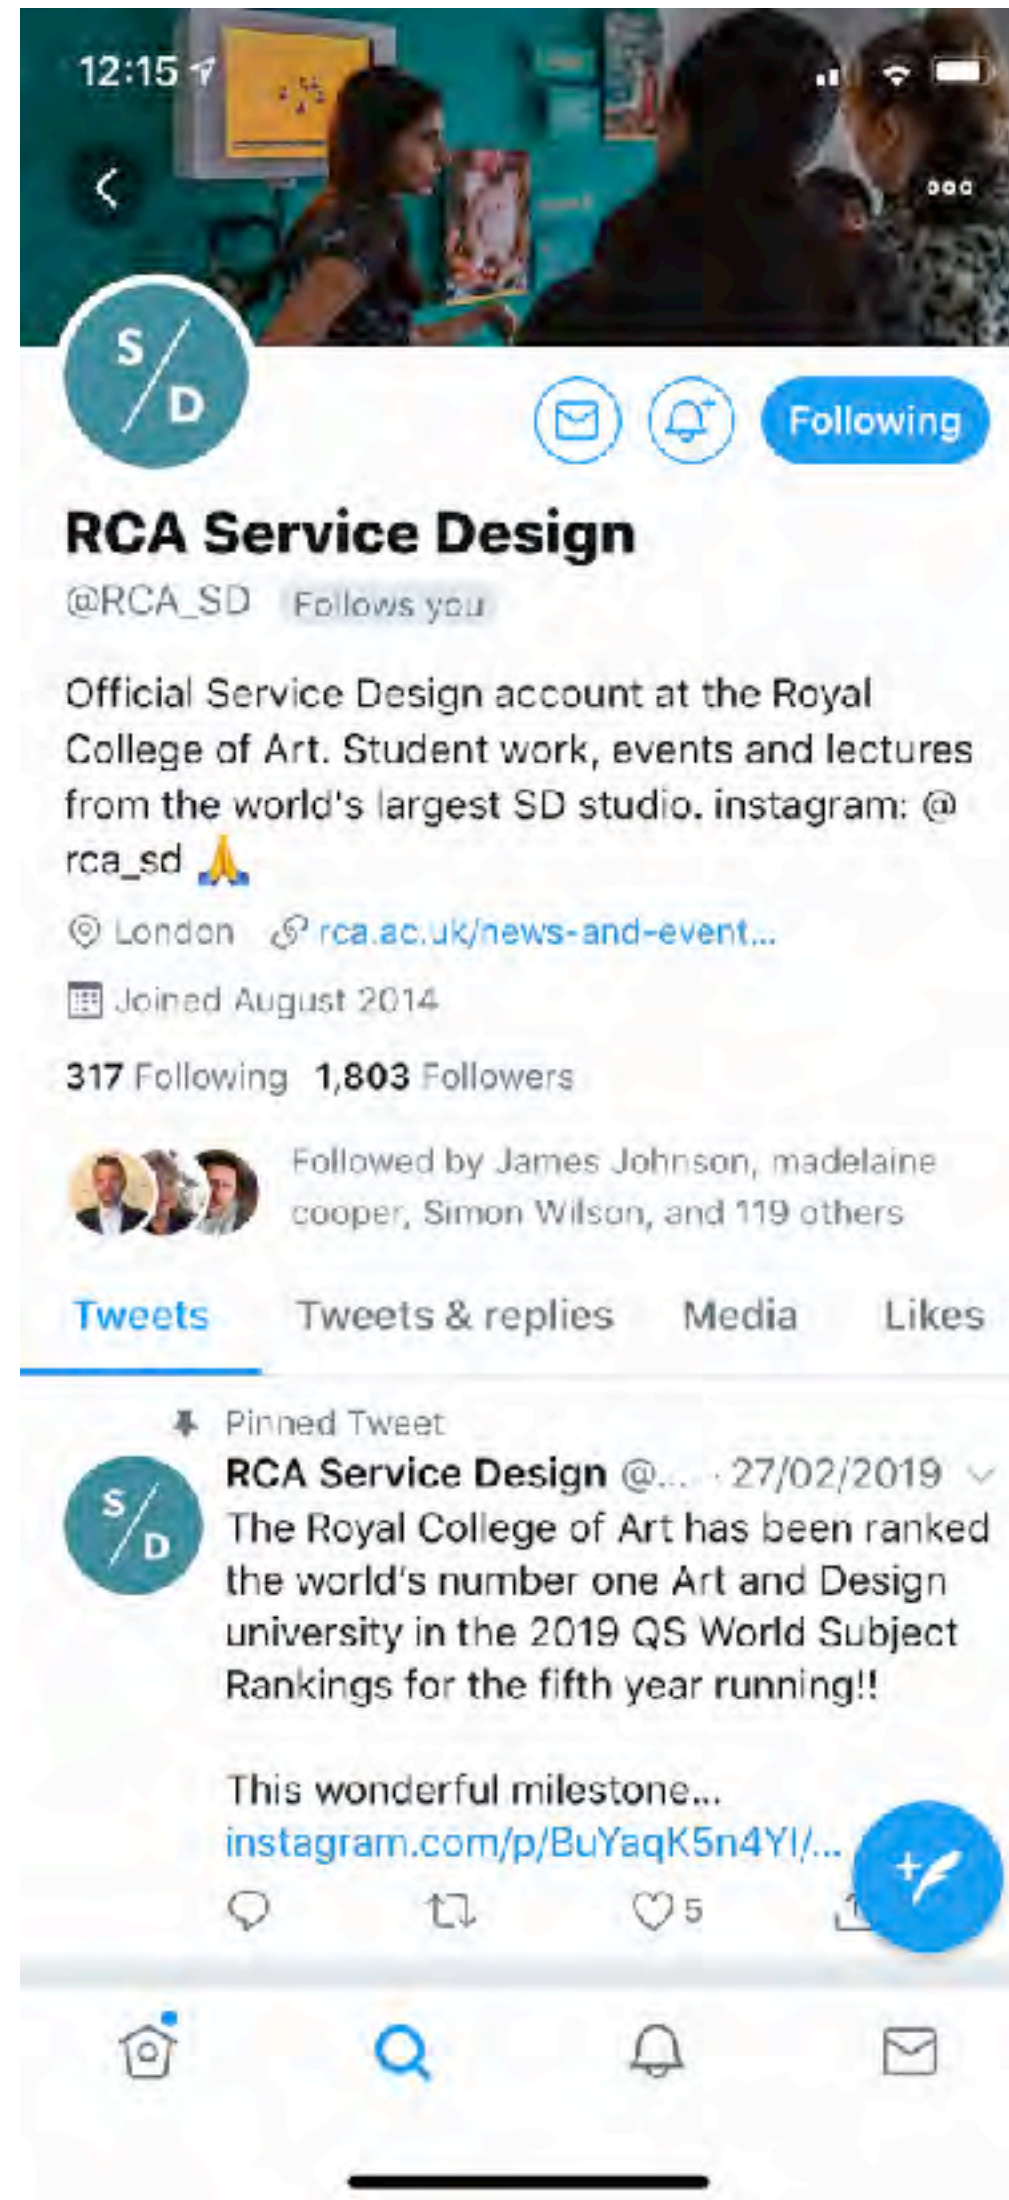 12:15
S/D
Following
RCA Service Design
@RCA_SD Follows you
Official Service Design account at the Royal
College of Art. Student work, events and lectures
from the world's largest SD studio. instagram: @
rca_sd 🙏
London rca.ac.uk/news-and-event...
Joined August 2014
317 Following 1,803 Followers
Followed by James Johnson, madelaine
cooper, Simon Wilson, and 119 others
Tweets Tweets & replies Media Likes
Pinned Tweet
RCA Service Design @... · 27/02/2019
S/D
The Royal College of Art has been ranked
the world's number one Art and Design
university in the 2019 QS World Subject
Rankings for the fifth year running!!
This wonderful milestone...
instagram.com/p/BuYaqK5n4YI/...
5